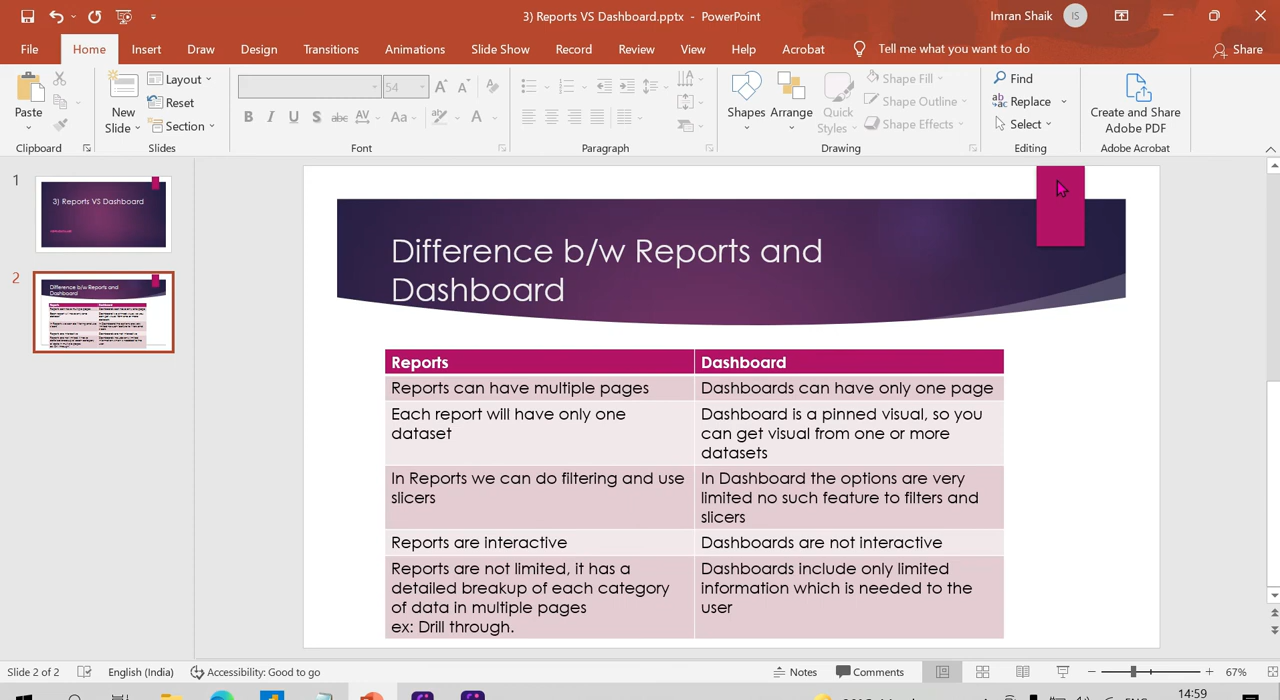 3) Reports VS Dashboard.pptx - PowerPoint
Imran Shaik
IS
File Home Insert Draw Design Transitions Animations Slide Show Record Review View Help Acrobat Tell me what you want to do Share
Paste
Clipboard
New
Slide
Layout
Reset
Section
Slides
54
B I U S abc AV Aa A
Font
Paragraph
Shapes Arrange Quick
Styles
Shape Fill
Shape Outline
Shape Effects
Drawing
Find
Replace
Select
Editing
Create and Share
Adobe PDF
Adobe Acrobat
1
3) Reports VS Dashboard
2
Difference b/w Reports and
Dashboard
Difference b/w Reports and
Dashboard
Reports Dashboard
Reports can have multiple pages
Dashboards can have only one page
Each report will have only one
dataset
Dashboard is a pinned visual, so you
can get visual from one or more
datasets
In Reports we can do filtering and use
slicers
In Dashboard the options are very
limited no such feature to filters and
slicers
Reports are interactive
Dashboards are not interactive
Reports are not limited, it has a
detailed breakup of each category
of data in multiple pages
ex: Drill through.
Dashboards include only limited
information which is needed to the
user
Slide 2 of 2 English (India) Accessibility: Good to go Notes Comments 67%
14:59